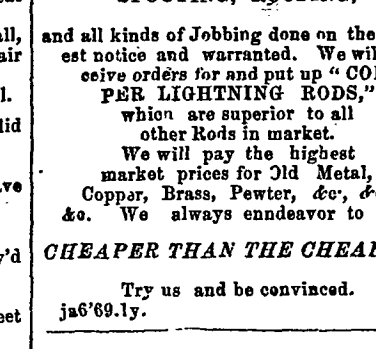 and all kinds of Jobbing done on the
est notice and warranted. We wil
ceive orders for and put up "CO
PER LIGHTNING RODS,"
which are superior to all
other Rods in market.
We will pay the highest
market prices for Old Metal,
Coppar, Brass, Pewter, &c., &
&c. We always enndeavor to
CHEAPER THAN THE CHEA
Try us and be convinced.
ja6'69.ly.